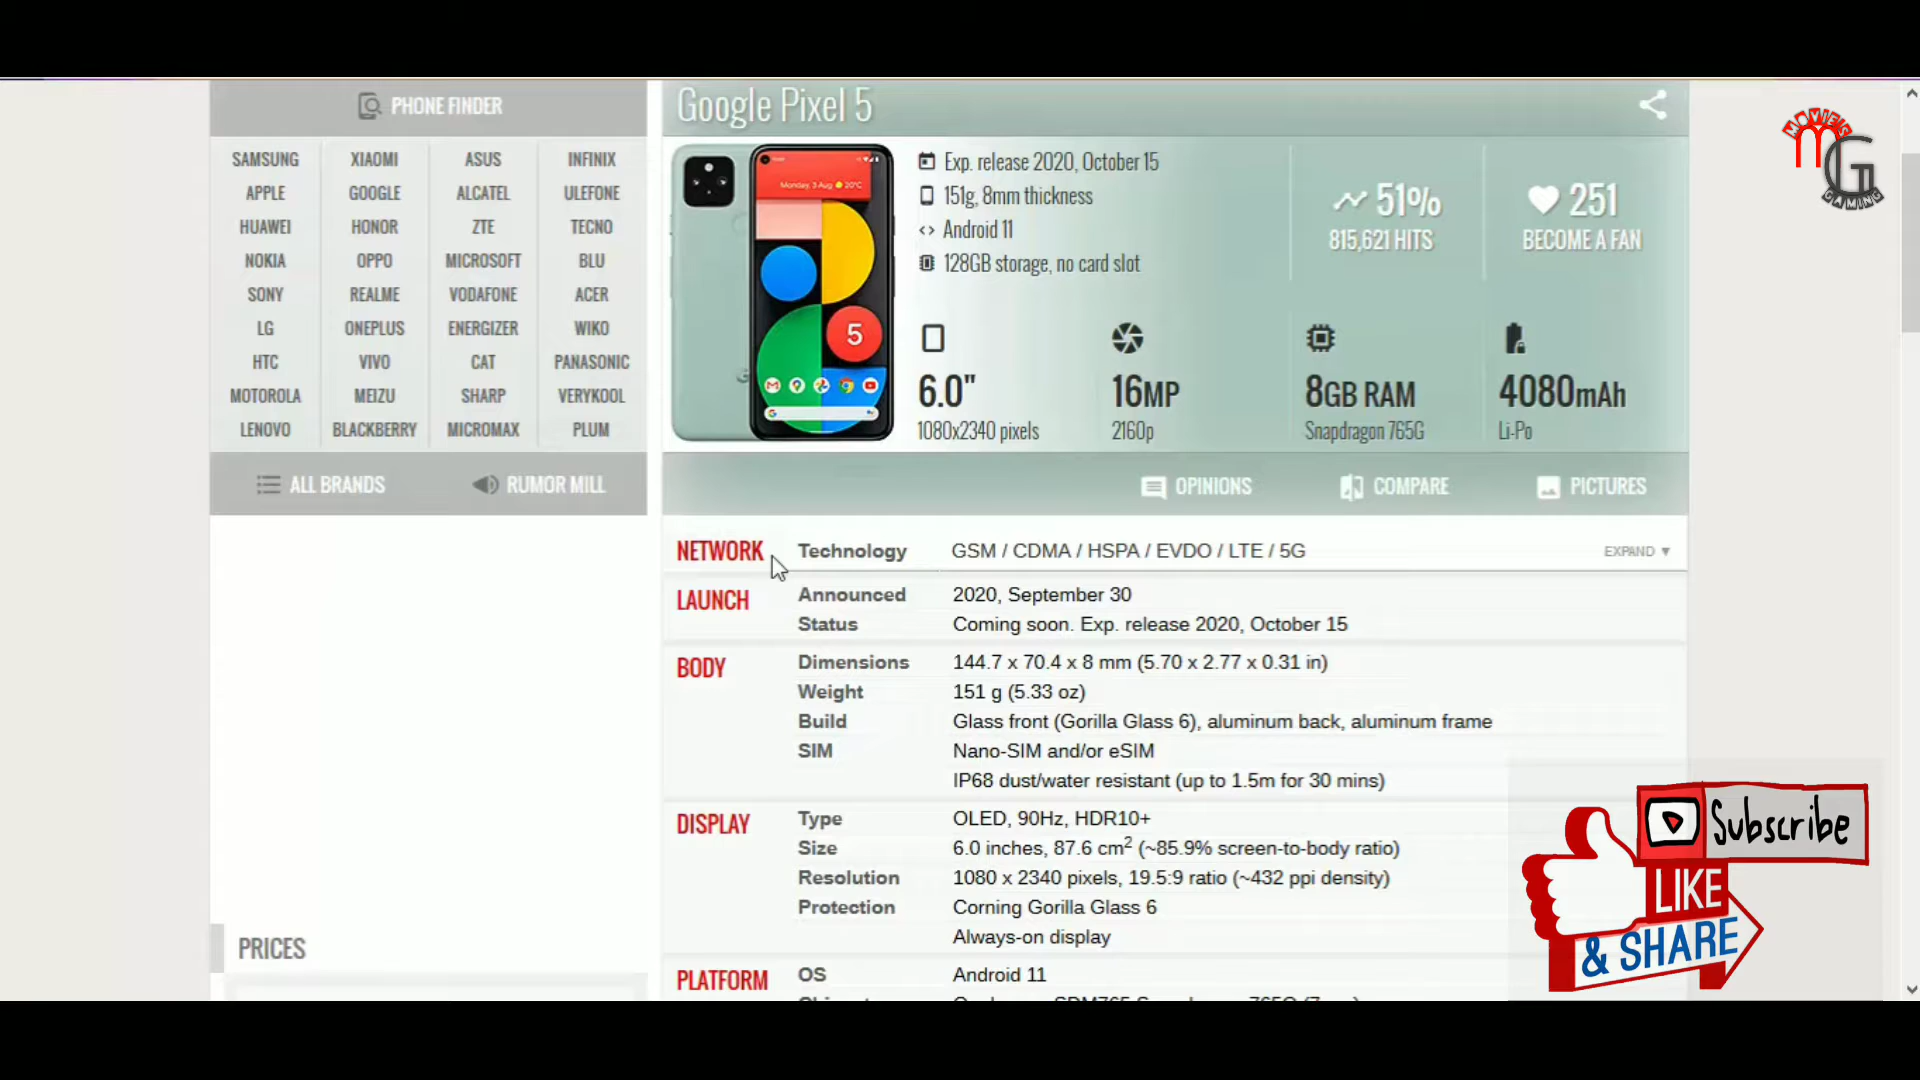 PHONE FINDER
SAMSUNG XIAOMI ASUS INFINIX
APPLE GOOGLE ALCATEL ULEFONE
HUAWEI HONOR ZTE TECNO
NOKIA OPPO MICROSOFT BLU
SONY REALME VODAFONE ACER
LG ONEPLUS ENERGIZER WIKO
HTC VIVO CAT PANASONIC
MOTOROLA MEIZU SHARP VERYKOOL
LENOVO BLACKBERRY MICROMAX PLUM
ALL BRANDS RUMOR MILL
PRICES
Google Pixel 5
Monday, 3 Aug 20°C
5
Exp. release 2020, October 15
151g, 8mm thickness
Android 11
128GB storage, no card slot
51%
815,621 HITS
251
BECOME A FAN
6.0"
1080x2340 pixels
16MP
2160p
8GB RAM
Snapdragon 765G
4080mAh
Li-Po
OPINIONS COMPARE PICTURES
NETWORK Technology GSM / CDMA / HSPA / EVDO / LTE / 5G EXPAND ▼
LAUNCH Announced 2020, September 30
Status Coming soon. Exp. release 2020, October 15
BODY Dimensions 144.7 x 70.4 x 8 mm (5.70 x 2.77 x 0.31 in)
Weight 151 g (5.33 oz)
Build Glass front (Gorilla Glass 6), aluminum back, aluminum frame
SIM Nano-SIM and/or eSIM
IP68 dust/water resistant (up to 1.5m for 30 mins)
DISPLAY Type OLED, 90Hz, HDR10+
Size 6.0 inches, 87.6 cm2 (~85.9% screen-to-body ratio)
Resolution 1080 x 2340 pixels, 19.5:9 ratio (~432 ppi density)
Protection Corning Gorilla Glass 6
Always-on display
PLATFORM OS Android 11
MOVIES
MG
GAMING
Subscribe
LIKE
& SHARE